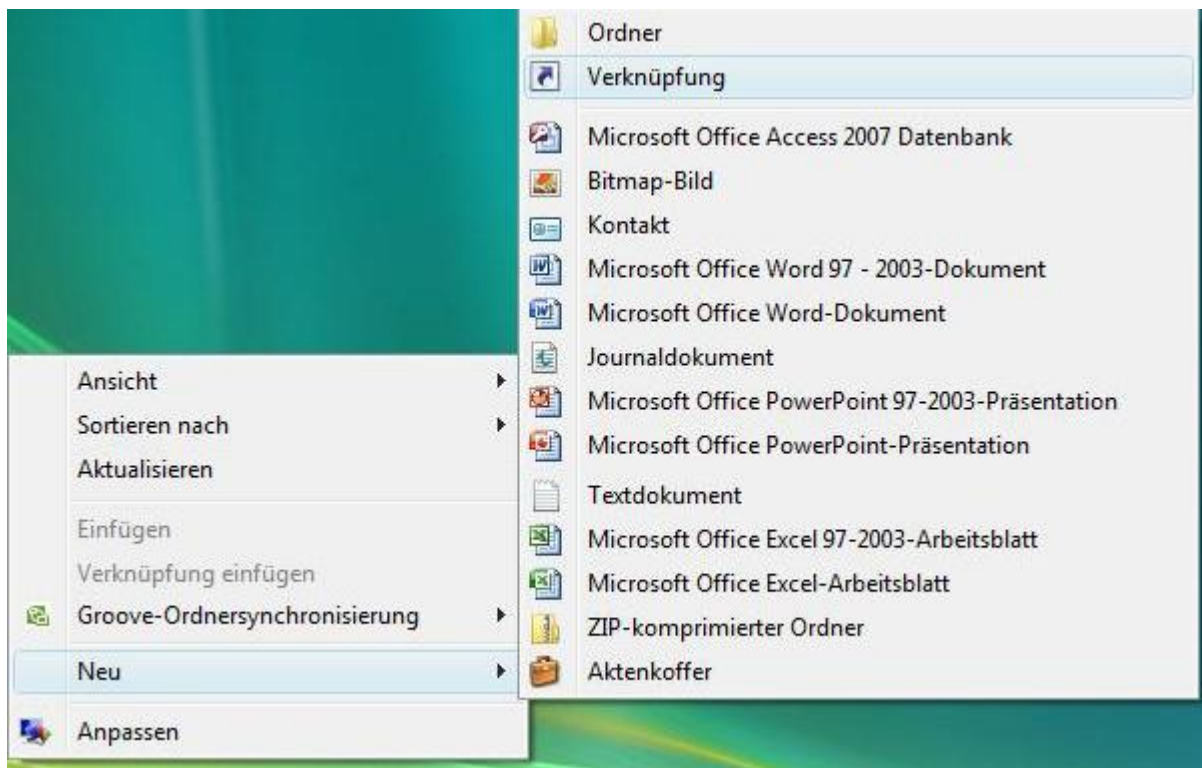 Ordner
Verknüpfung
Microsoft Office Access 2007 Datenbank
Bitmap-Bild
Kontakt
Microsoft Office Word 97 - 2003-Dokument
Microsoft Office Word-Dokument
Journaldokument
Microsoft Office PowerPoint 97-2003-Präsentation
Microsoft Office PowerPoint-Präsentation
Textdokument
Microsoft Office Excel 97-2003-Arbeitsblatt
Microsoft Office Excel-Arbeitsblatt
ZIP-komprimierter Ordner
Aktenkoffer
Ansicht
Sortieren nach
Aktualisieren
Einfügen
Verknüpfung einfügen
Groove-Ordnersynchronisierung
Neu
Anpassen